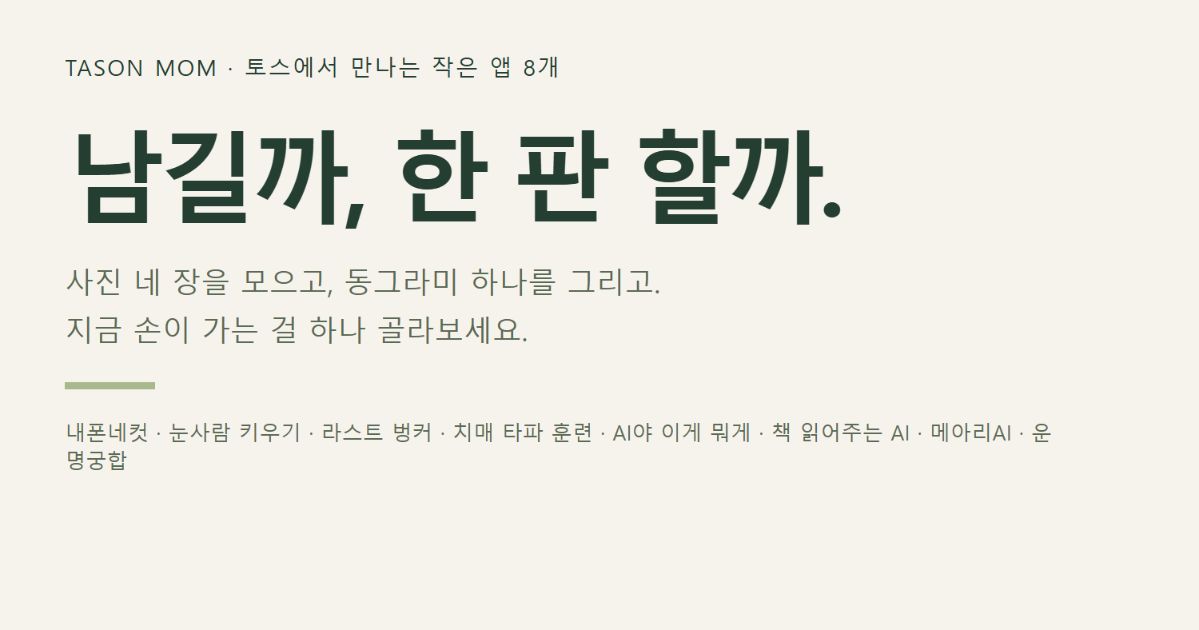 TASON MOM · 토스에서 만나는 작은 앱 8개
남길까, 한 판 할까.
사진 네 장을 모으고, 동그라미 하나를 그리고.
지금 손이 가는 걸 하나 골라보세요.
내폰네컷 · 눈사람 키우기 · 라스트 벙커 · 치매 타파 훈련 · AI야 이게 뭐게 · 책 읽어주는 AI · 메아리AI · 운
명궁합